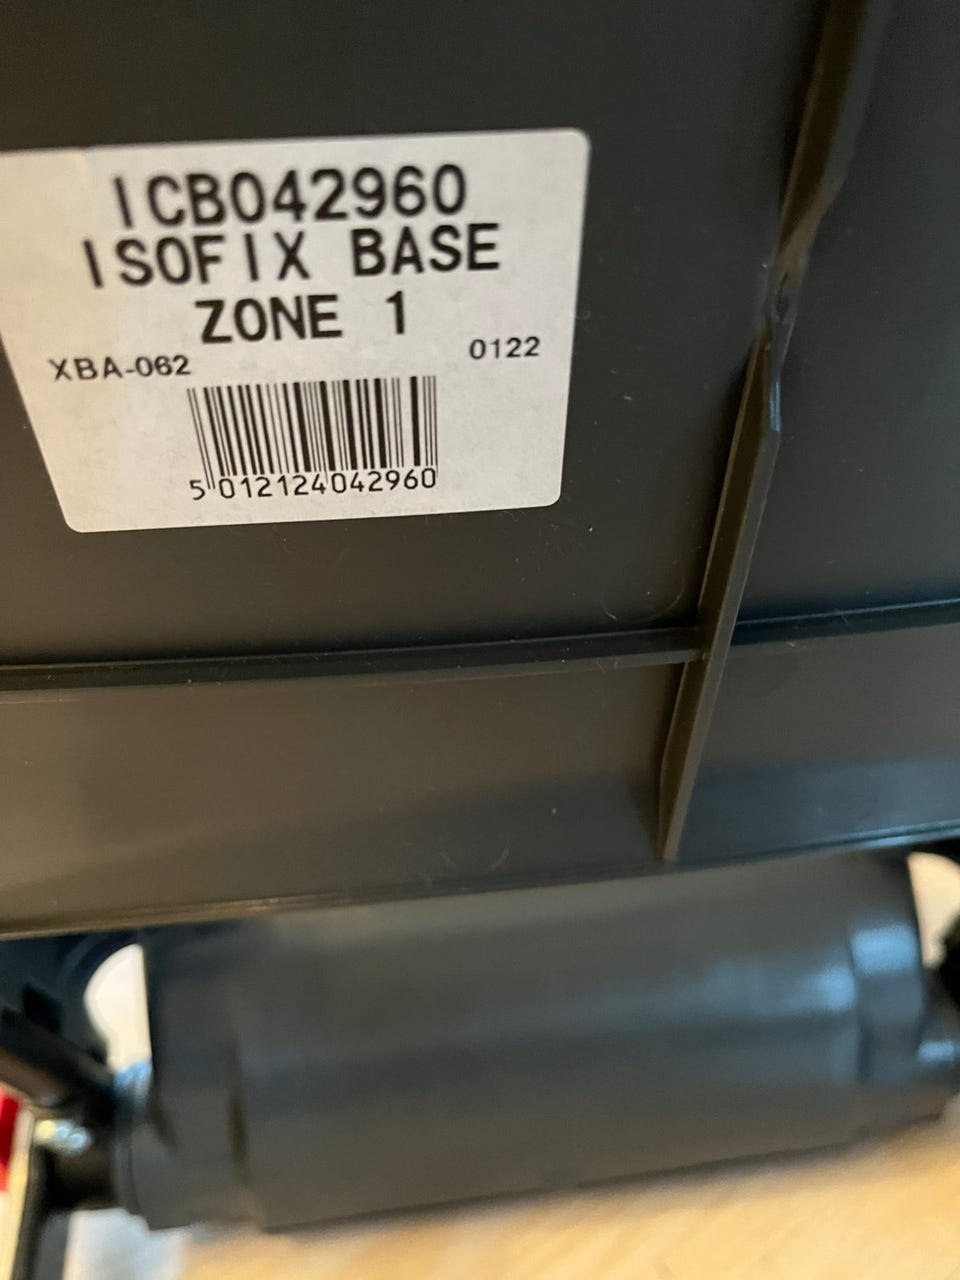 ICB042960
ISOFIX BASE
ZONE 1
XBA-062 0122
5 012124 042960